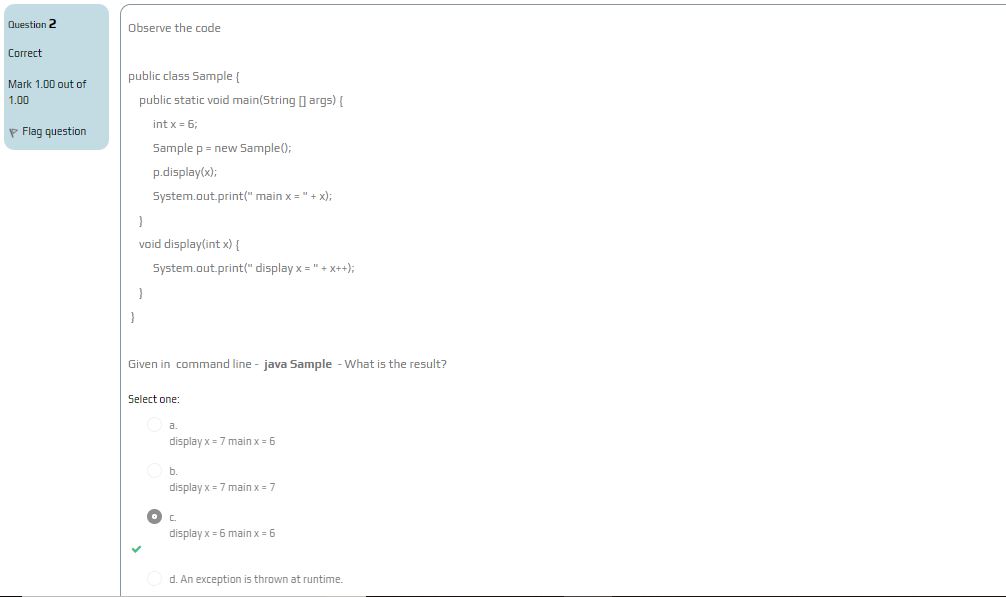 Question 2
Correct
Mark 1.00 out of
1.00
Flag question
Observe the code
public class Sample {
public static void main(String [] args) {
int x = 6;
Sample p = new Sample();
p.display(x);
System.out.print(" main x = " + x);
}
void display(int x) {
System.out.print(" display x = " + x++);
}
}
Given in command line - java Sample - What is the result?
Select one:
a.
display x = 7 main x = 6
b.
display x = 7 main x = 7
c.
display x = 6 main x = 6
d. An exception is thrown at runtime.